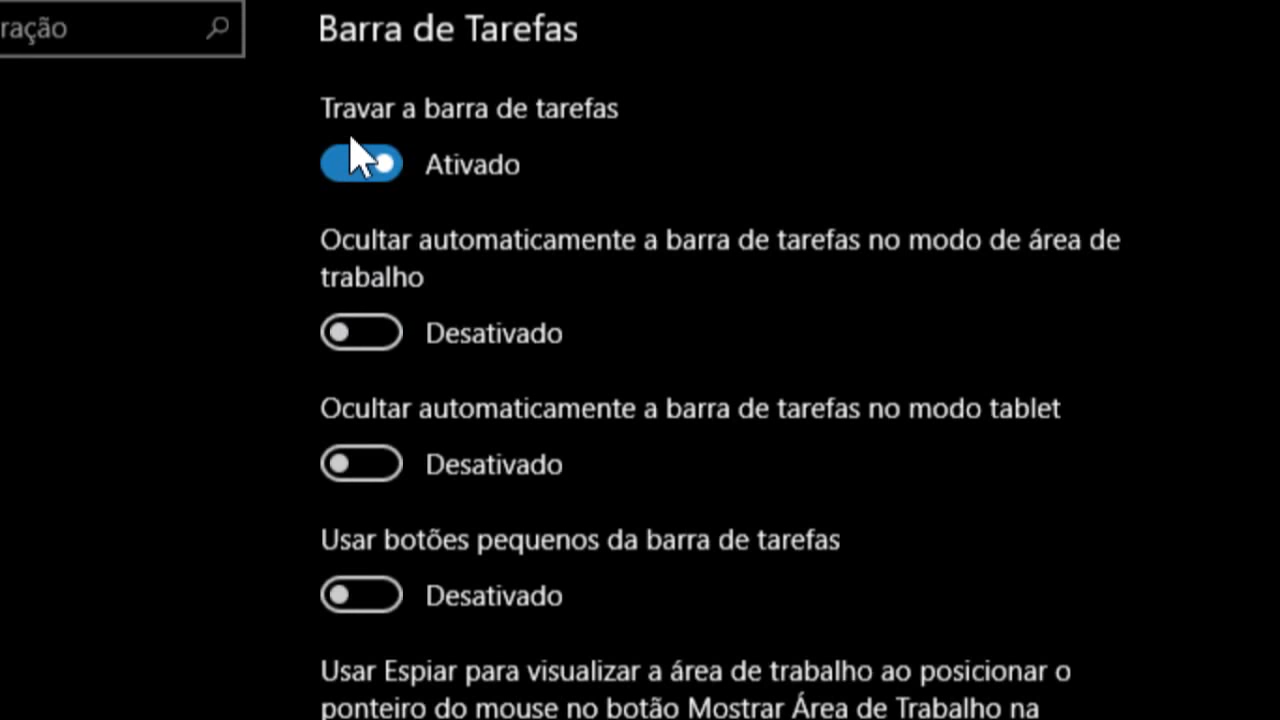 ração
Barra de Tarefas
Travar a barra de tarefas
Ativado
Ocultar automaticamente a barra de tarefas no modo de área de
trabalho
Desativado
Ocultar automaticamente a barra de tarefas no modo tablet
Desativado
Usar botões pequenos da barra de tarefas
Desativado
Usar Espiar para visualizar a área de trabalho ao posicionar o
ponteiro do mouse no botão Mostrar Área de Trabalho na